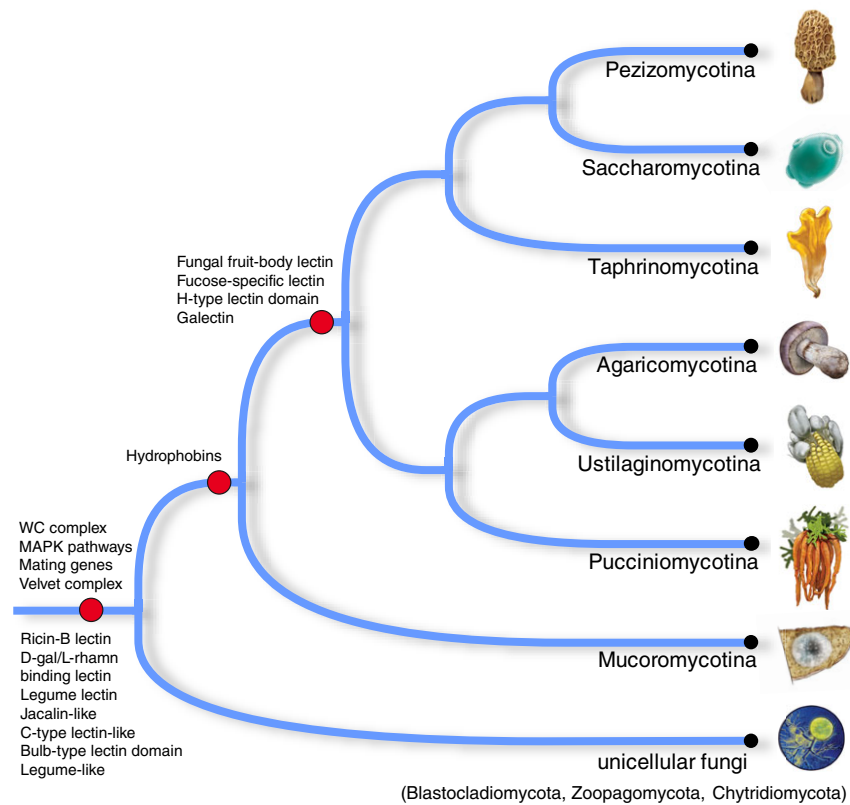 Pezizomycotina
Saccharomycotina
Taphrinomycotina
Fungal fruit-body lectin
Fucose-specific lectin
H-type lectin domain
Galectin
Agaricomycotina
Ustilaginomycotina
Hydrophobins
Pucciniomycotina
WC complex
MAPK pathways
Mating genes
Velvet complex
Ricin-B lectin
D-gal/L-rhamn
binding lectin
Legume lectin
Jacalin-like
C-type lectin-like
Bulb-type lectin domain
Legume-like
Mucoromycotina
unicellular fungi
(Blastocladiomycota, Zoopagomycota, Chytridiomycota)